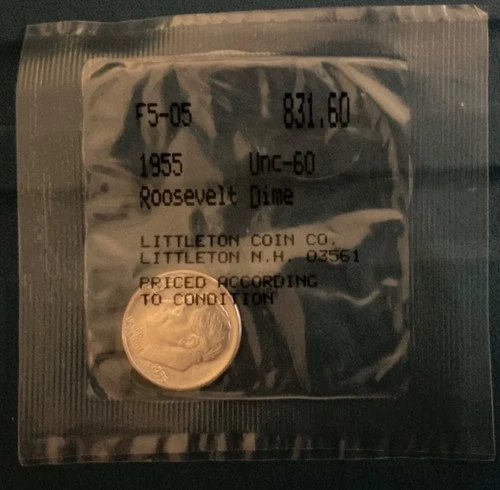 F5-05 831.60
1955 Unc-60
Roosevelt Dime
LITTLETON COIN CO.
LITTLETON N.H. 03561
PRICED ACCORDING
TO CONDITION